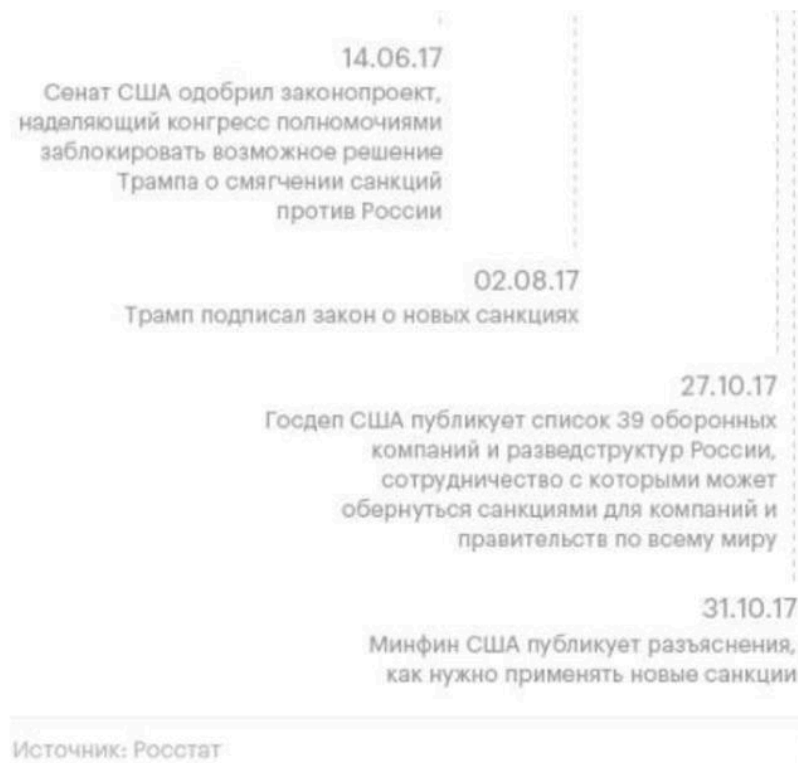 14.06.17
Сенат США одобрил законопроект,
наделяющий конгресс полномочиями
заблокировать возможное решение
Трампа о смягчении санкций
против России
02.08.17
Трамп подписал закон о новых санкциях
27.10.17
Госдеп США публикует список 39 оборонных
компаний и разведструктур России,
сотрудничество с которыми может
обернуться санкциями для компаний и
правительств по всему миру
31.10.17
Минфин США публикует разъяснения,
как нужно применять новые санкции
Источник: Росстат